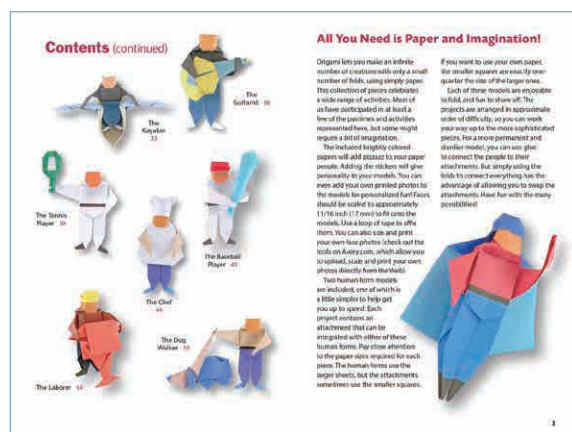 Contents (continued)
The
Guitarist
The
Kayaker
33
The Tennis
Player
The Baseball
Player
The Chef
44
The Dog
Walker
The Laborer 54
All You Need is Paper and Imagination!
Origami lets you make an infinite
number of creations with only a small
number of folds, using simply paper.
This collection of pieces celebrates
a wide range of activities. Most of
us have participated in at least a
few of the pastimes and activities
represented here, but some might
require a bit of imagination.
The included brightly colored
papers will add pizzazz to your paper
people. Adding the stickers will give
personality to your models. You can
even add your own printed photos to
the models for personalized fun! Faces
should be scaled to approximately
11/16 inch (17 mm) to fit onto the
models. Use a loop of tape to affix
them. You can also size and print
your own face photos (check out the
tools on Avery.com, which allow you
to upload, scale and print your own
photos directly from the Web).
Two human form models
are included, one of which is
a little simpler to help get
you up to speed. Each
project contains an
attachment that can be
integrated with either of these
human forms. Pay close attention
to the paper sizes required for each
piece. The human forms use the
larger sheets, but the attachments
sometimes use the smaller squares.
If you want to use your own paper,
the smaller squares are exactly one-
quarter the size of the larger ones.
Each of these models are enjoyable
to fold, and fun to show off. The
projects are arranged in approximate
order of difficulty, so you can work
your way up to the more sophisticated
pieces. For a more permanent and
sturdier model, you can use glue
to connect the people to their
attachments. But simply using the
folds to connect everything has the
advantage of allowing you to swap the
attachments. Have fun with the many
possibilities!
3